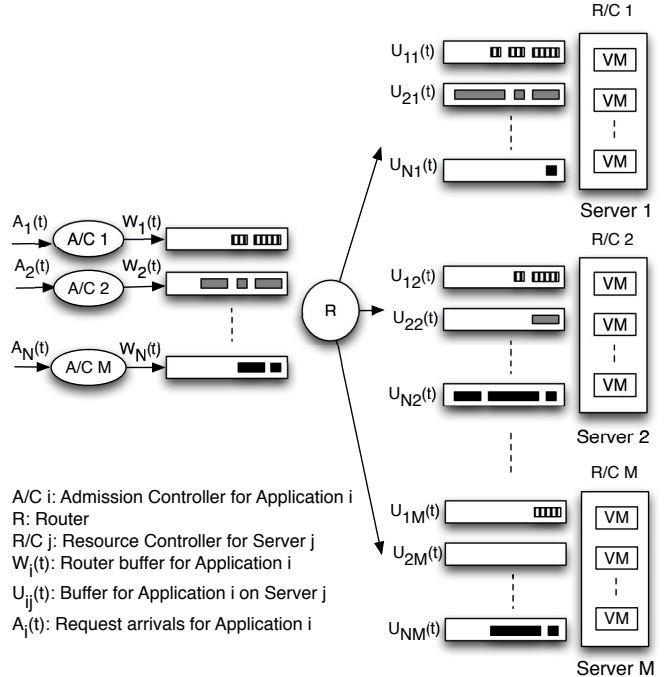 R/C 1
U11(t)
VM
U21(t)
VM
UN1(t)
VM
Server 1
A1(t)
W1(t)
A/C 1
A2(t)
W2(t)
A/C 2
AN(t)
WN(t)
A/C M
R
R/C 2
U12(t)
VM
U22(t)
VM
UN2(t)
VM
Server 2
R/C M
U1M(t)
VM
U2M(t)
VM
UNM(t)
VM
Server M
A/C i: Admission Controller for Application i
R: Router
R/C j: Resource Controller for Server j
Wi(t): Router buffer for Application i
Uij(t): Buffer for Application i on Server j
Ai(t): Request arrivals for Application i